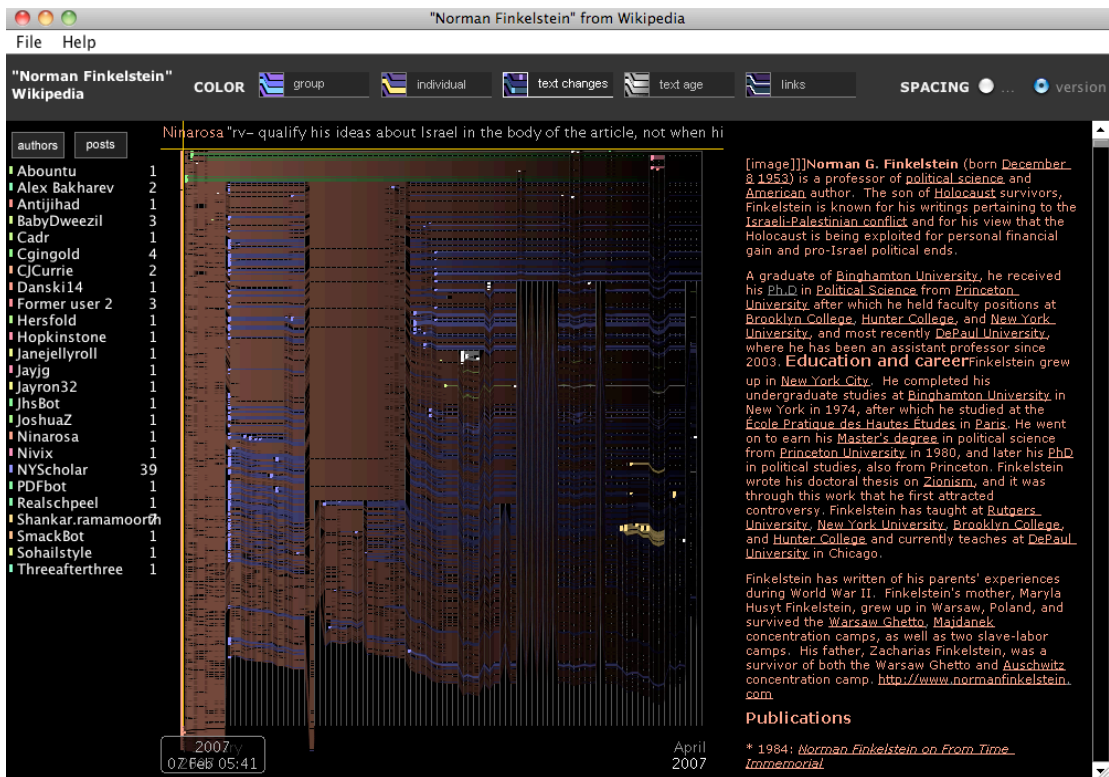 "Norman Finkelstein" from Wikipedia
File Help
"Norman Finkelstein"
Wikipedia
COLOR group individual text changes text age links SPACING ... version
authors posts
Ninarosa "rv– qualify his ideas about Israel in the body of the article, not when hi
Abountu 1
Alex Bakharev 2
Antijihad 1
BabyDweezil 3
Cadr 1
Cgingold 4
CJCurrie 2
Danski14 1
Former user 2 3
Hersfold 1
Hopkinstone 1
Janejellyroll 1
Jayjg 1
Jayron32 1
JhsBot 1
JoshuaZ 1
Ninarosa 1
Nivix 1
NYScholar 39
PDFbot 1
Realschpeel 1
Shankar.ramamoorth 7
SmackBot 1
Sohailstyle 1
Threeafterthree 1
2007
07 Feb 05:41
April
2007
[image]]]Norman G. Finkelstein (born December
8 1953) is a professor of political science and
American author. The son of Holocaust survivors,
Finkelstein is known for his writings pertaining to the
Israeli-Palestinian conflict and for his view that the
Holocaust is being exploited for personal financial
gain and pro-Israel political ends.
A graduate of Binghamton University, he received
his Ph.D in Political Science from Princeton
University after which he held faculty positions at
Brooklyn College, Hunter College, and New York
University, and most recently DePaul University,
where he has been an assistant professor since
2003. Education and careerFinkelstein grew
up in New York City. He completed his
undergraduate studies at Binghamton University in
New York in 1974, after which he studied at the
École Pratique des Hautes Études in Paris. He went
on to earn his Master's degree in political science
from Princeton University in 1980, and later his PhD
in political studies, also from Princeton. Finkelstein
wrote his doctoral thesis on Zionism, and it was
through this work that he first attracted
controversy. Finkelstein has taught at Rutgers
University, New York University, Brooklyn College,
and Hunter College and currently teaches at DePaul
University in Chicago.
Finkelstein has written of his parents' experiences
during World War II. Finkelstein's mother, Maryla
Husyt Finkelstein, grew up in Warsaw, Poland, and
survived the Warsaw Ghetto, Majdanek
concentration camps, as well as two slave-labor
camps. His father, Zacharias Finkelstein, was a
survivor of both the Warsaw Ghetto and Auschwitz
concentration camp. http://www.normanfinkelstein.
com
Publications
* 1984: Norman Finkelstein on From Time
Immemorial